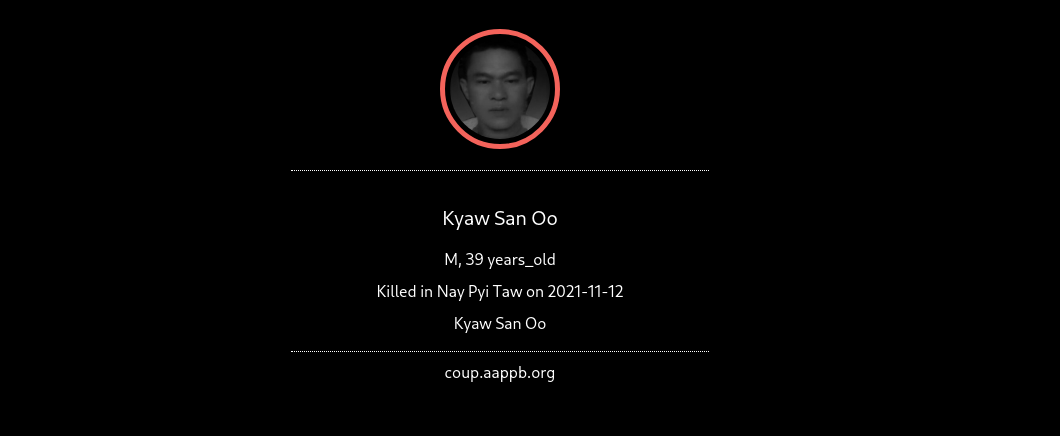 Kyaw San Oo
M, 39 years_old
Killed in Nay Pyi Taw on 2021-11-12
Kyaw San Oo
coup.aappb.org